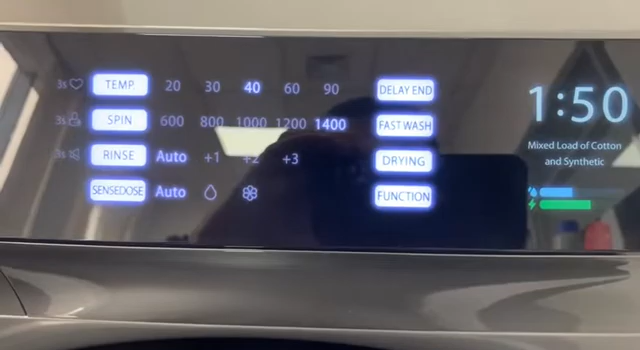 3s TEMP. 20 30 40 60 90 DELAY END
3s SPIN 600 800 1000 1200 1400 FAST WASH
3s RINSE Auto +1 +2 +3 DRYING
SENSEDOSE Auto FUNCTION
1:50
Mixed Load of Cotton
and Synthetic